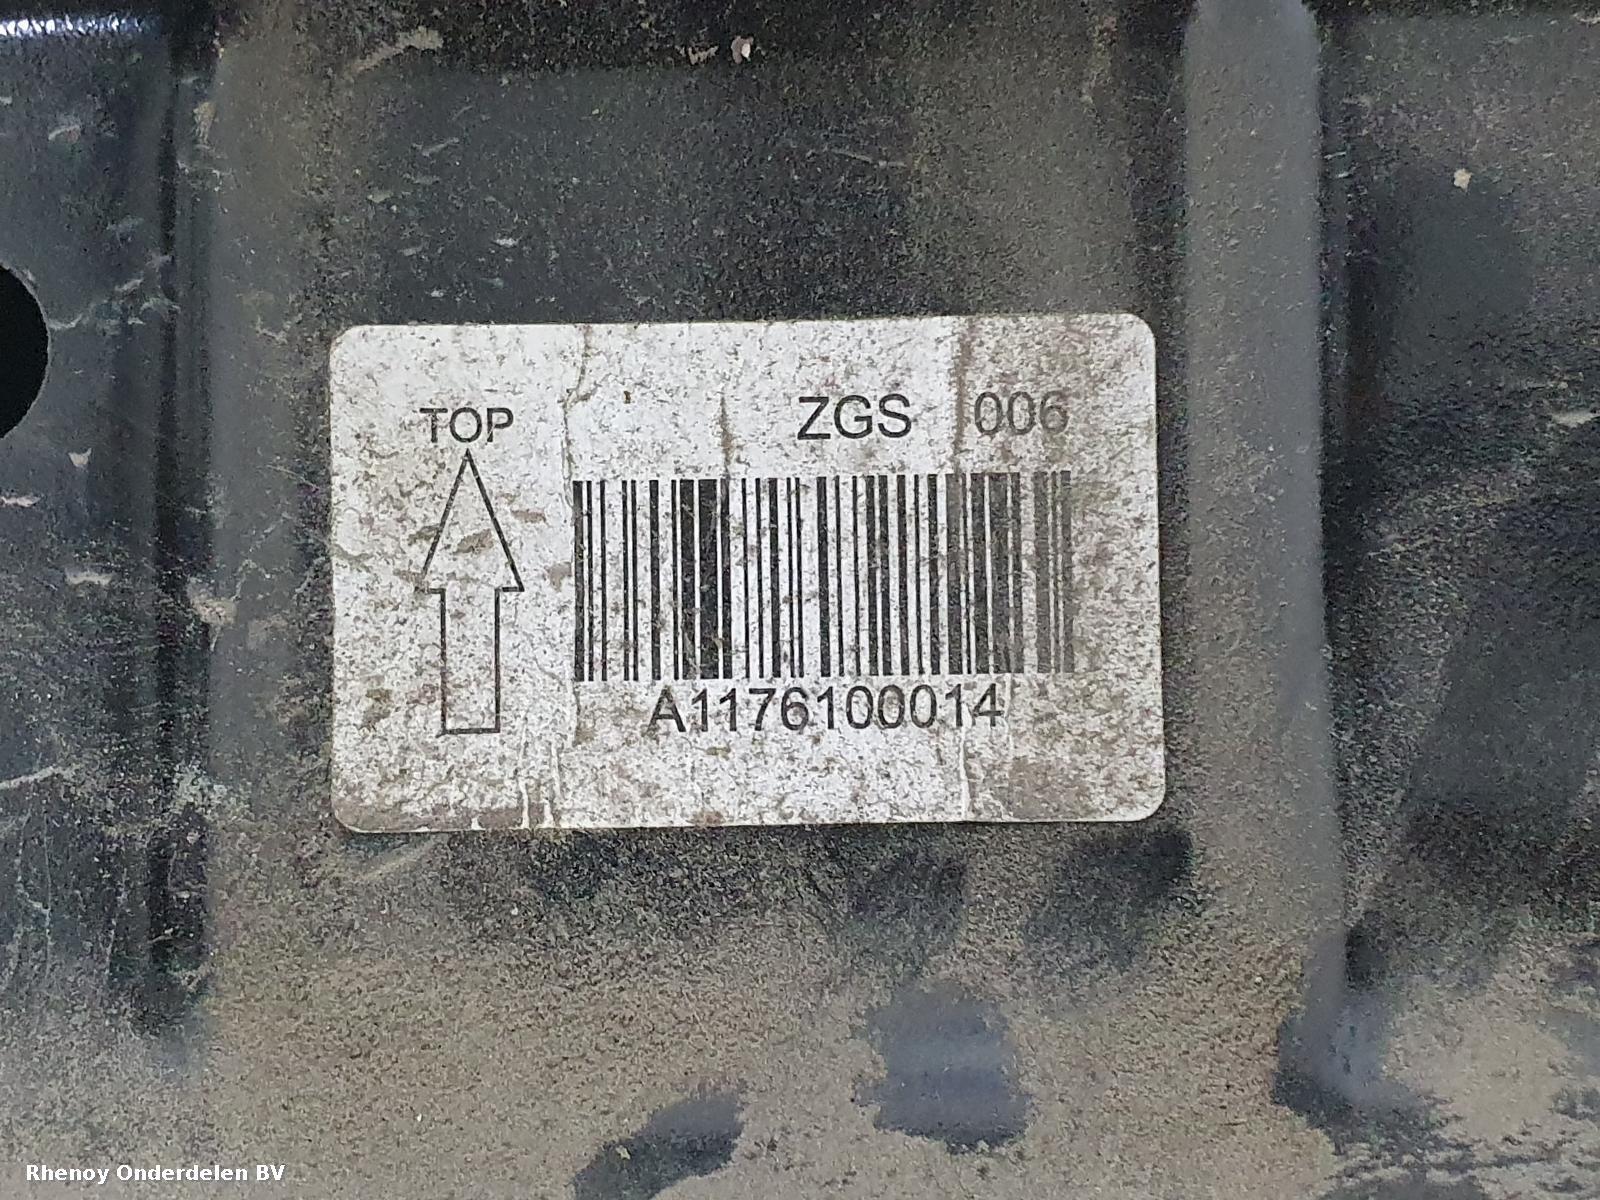 TOP
ZGS 006
A1176100014
Rhenoy Onderdelen BV